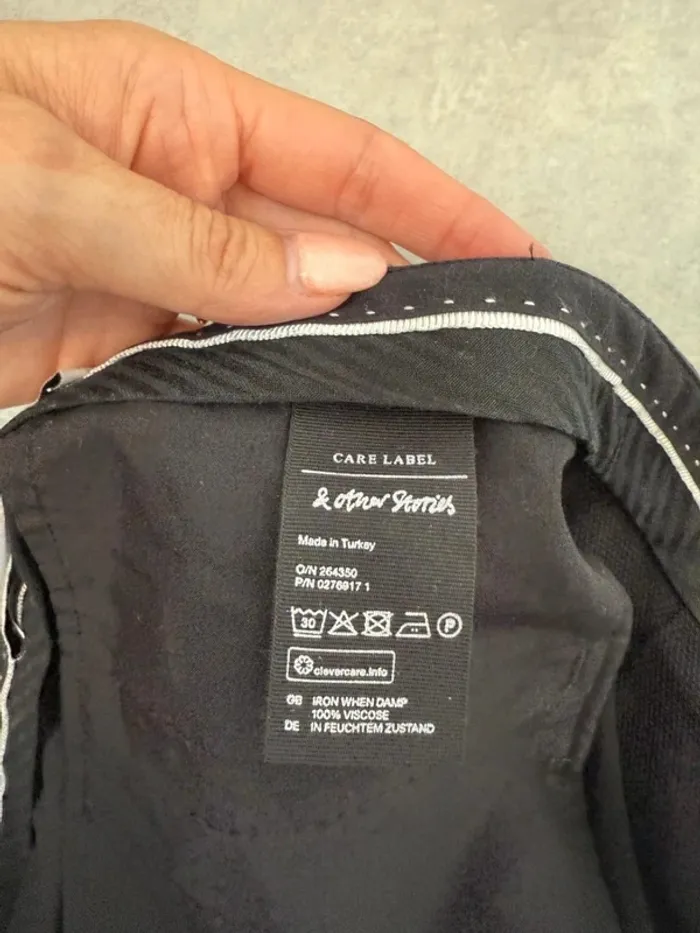 CARE LABEL
& other Stories
Made in Turkey
O/N 264350
P/N 0276917 1
30 P
clevercare.info
GB IRON WHEN DAMP
100% VISCOSE
DE IN FEUCHTEM ZUSTAND